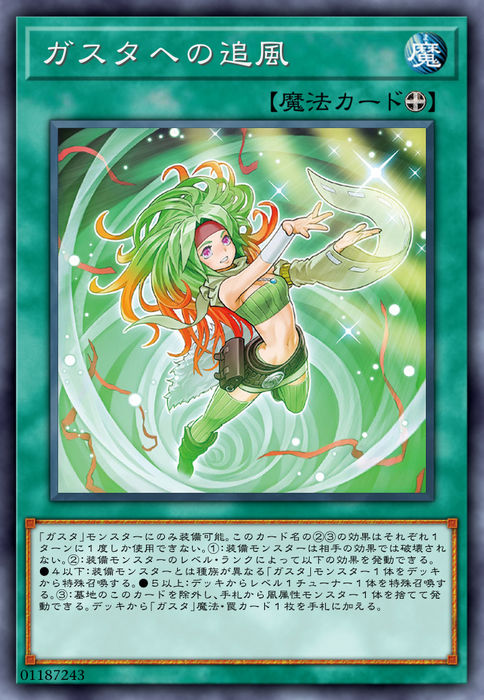 ガスタへの追風
魔
【魔法カード】
「ガスタ」モンスターにのみ装備可能。このカード名の②③の効果はそれぞれ1
ターンに1度しか使用できない。①:装備モンスターは相手の効果では破壊され
ない。②:装備モンスターのレベル・ランクによって以下の効果を発動できる。
●4以下:装備モンスターとは種族が異なる「ガスタ」モンスター1体をデッキ
から特殊召喚する。●5以上:デッキからレベル1チューナー1体を特殊召喚す
る。③:墓地のこのカードを除外し、手札から風属性モンスター1体を捨てて発
動できる。デッキから「ガスタ」魔法・罠カード1枚を手札に加える。
01187243